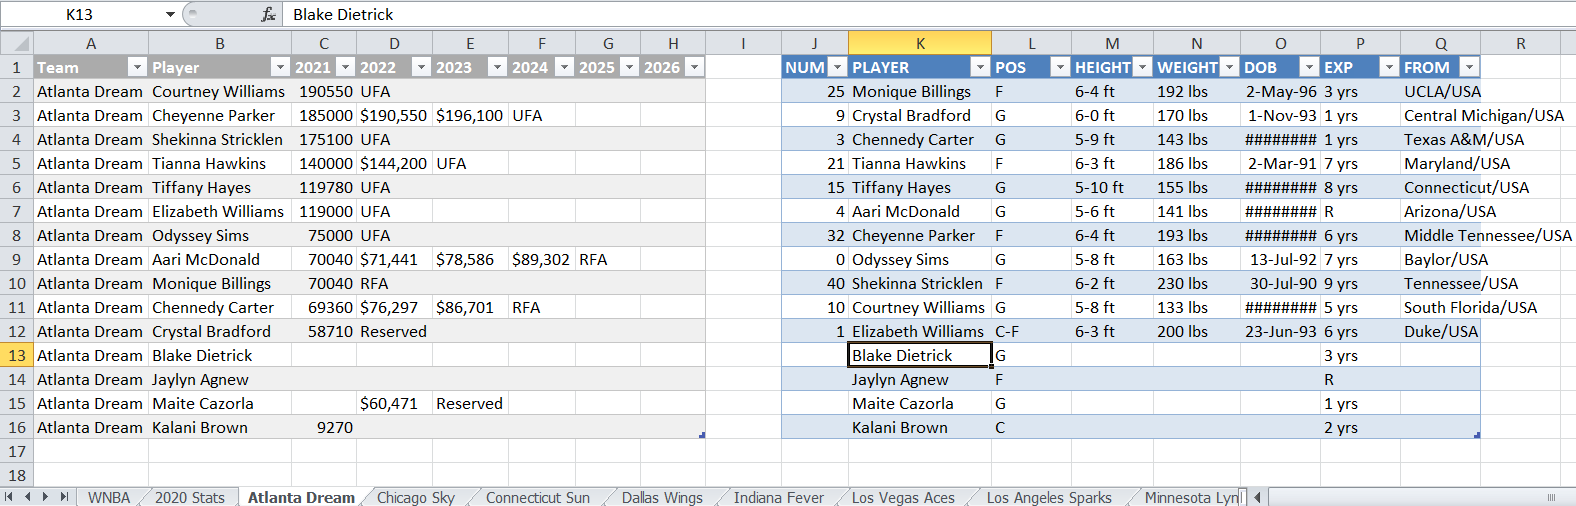 K13 fx Blake Dietrick
A B C D E F G H I J K L M N O P Q R
1 Team Player 2021 2022 2023 2024 2025 2026 NUM PLAYER POS HEIGHT WEIGHT DOB EXP FROM
2 Atlanta Dream Courtney Williams 190550 UFA 25 Monique Billings F 6-4 ft 192 lbs 2-May-96 3 yrs UCLA/USA
3 Atlanta Dream Cheyenne Parker 185000 $190,550 $196,100 UFA 9 Crystal Bradford G 6-0 ft 170 lbs 1-Nov-93 1 yrs Central Michigan/USA
4 Atlanta Dream Shekinna Stricklen 175100 UFA 3 Chennedy Carter G 5-9 ft 143 lbs ######## 1 yrs Texas A&M/USA
5 Atlanta Dream Tianna Hawkins 140000 $144,200 UFA 21 Tianna Hawkins F 6-3 ft 186 lbs 2-Mar-91 7 yrs Maryland/USA
6 Atlanta Dream Tiffany Hayes 119780 UFA 15 Tiffany Hayes G 5-10 ft 155 lbs ######## 8 yrs Connecticut/USA
7 Atlanta Dream Elizabeth Williams 119000 UFA 4 Aari McDonald G 5-6 ft 141 lbs ######## R Arizona/USA
8 Atlanta Dream Odyssey Sims 75000 UFA 32 Cheyenne Parker F 6-4 ft 193 lbs ######## 6 yrs Middle Tennessee/USA
9 Atlanta Dream Aari McDonald 70040 $71,441 $78,586 $89,302 RFA 0 Odyssey Sims G 5-8 ft 163 lbs 13-Jul-92 7 yrs Baylor/USA
10 Atlanta Dream Monique Billings 70040 RFA 40 Shekinna Stricklen F 6-2 ft 230 lbs 30-Jul-90 9 yrs Tennessee/USA
11 Atlanta Dream Chennedy Carter 69360 $76,297 $86,701 RFA 10 Courtney Williams G 5-8 ft 133 lbs ######## 5 yrs South Florida/USA
12 Atlanta Dream Crystal Bradford 58710 Reserved 1 Elizabeth Williams C-F 6-3 ft 200 lbs 23-Jun-93 6 yrs Duke/USA
13 Atlanta Dream Blake Dietrick Blake Dietrick G 3 yrs
14 Atlanta Dream Jaylyn Agnew Jaylyn Agnew F R
15 Atlanta Dream Maite Cazorla $60,471 Reserved Maite Cazorla G 1 yrs
16 Atlanta Dream Kalani Brown 9270 Kalani Brown C 2 yrs
17
18
WNBA 2020 Stats Atlanta Dream Chicago Sky Connecticut Sun Dallas Wings Indiana Fever Los Vegas Aces Los Angeles Sparks Minnesota Lyn